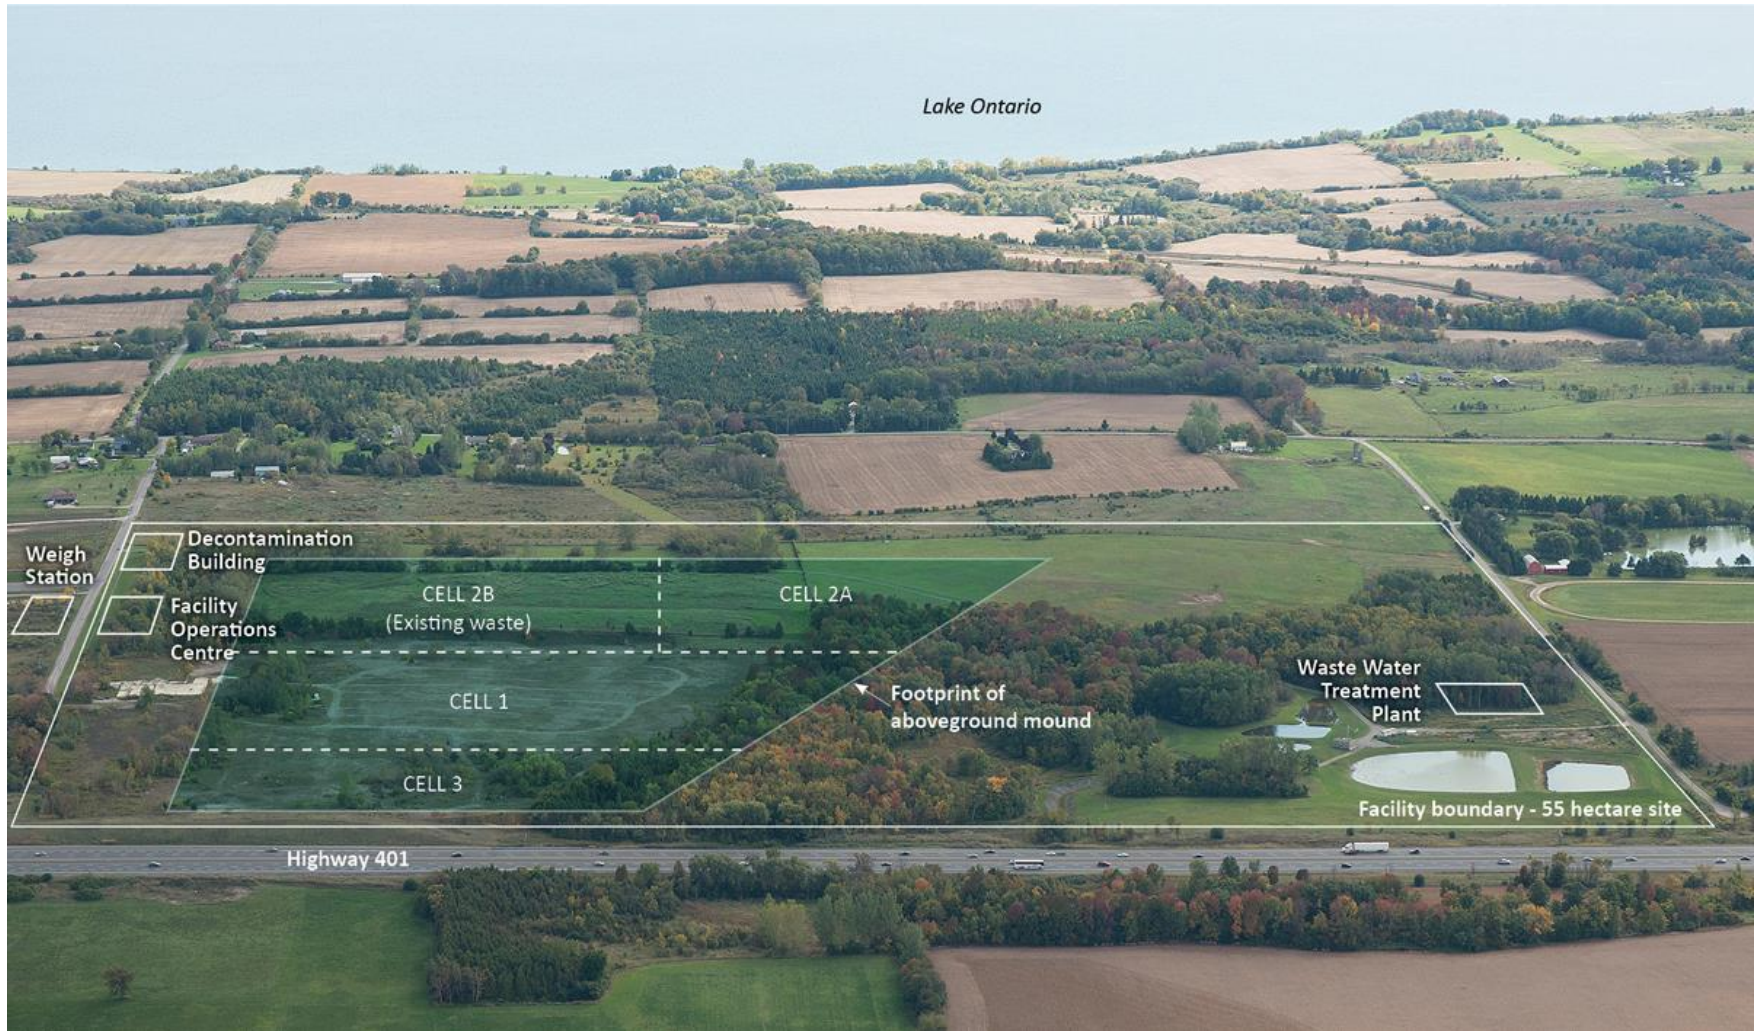 Lake Ontario
Weigh
Station
Decontamination
Building
Facility
Operations
Centre
CELL 2B
(Existing waste)
CELL 2A
CELL 1
CELL 3
Footprint of
aboveground mound
Waste Water
Treatment
Plant
Facility boundary - 55 hectare site
Highway 401